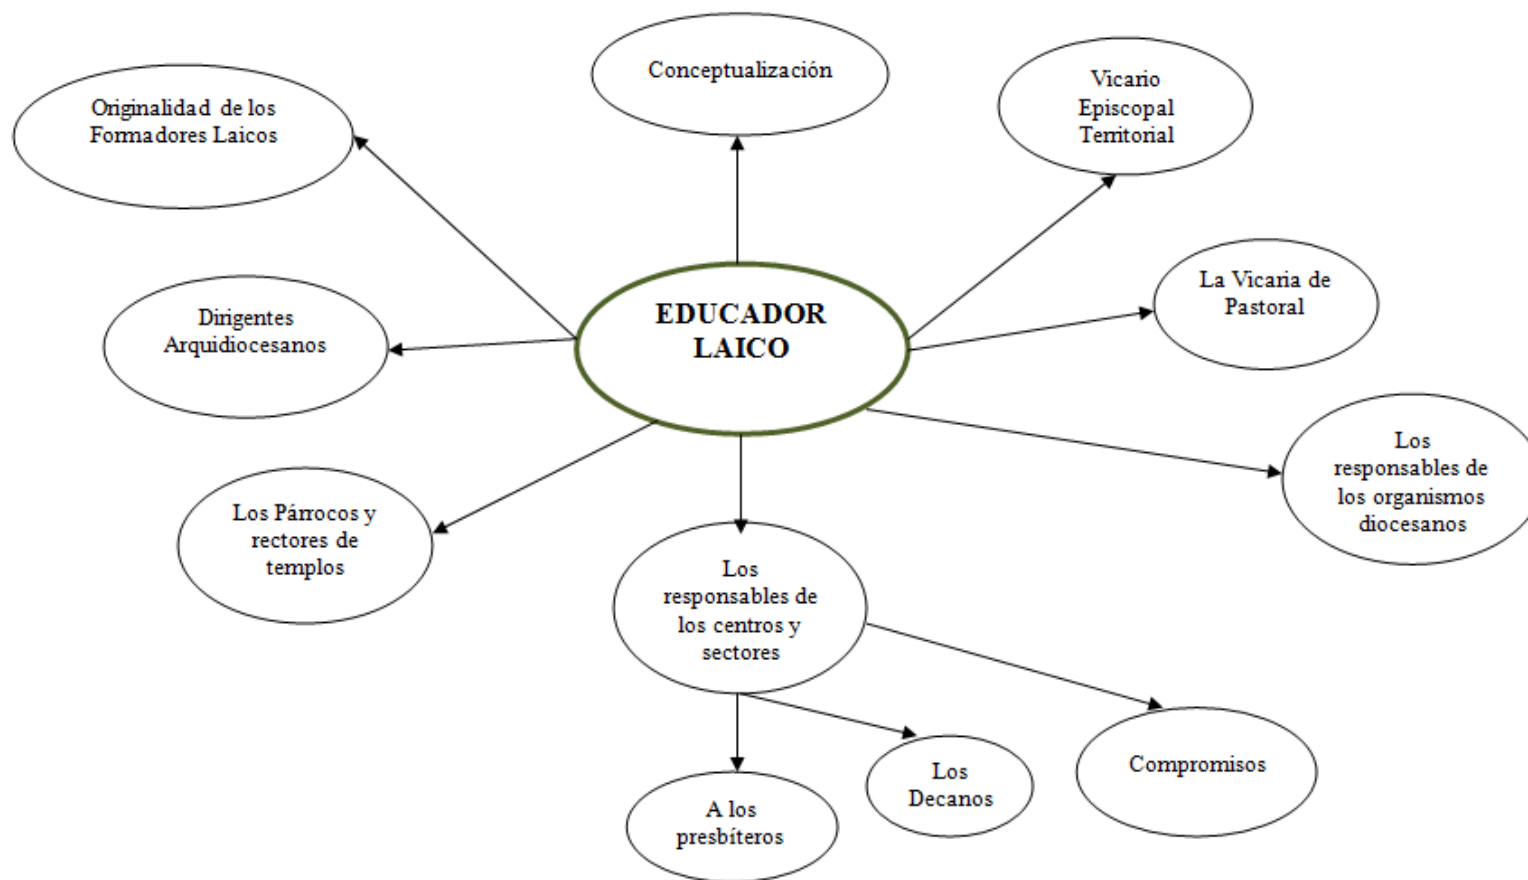 Conceptualización
Vicario
Episcopal
Territorial
Originalidad de los
Formadores Laicos
La Vicaria de
Pastoral
EDUCADOR
LAICO
Dirigentes
Arquidiocesanos
Los
responsables de
los organismos
diocesanos
Los Párrocos y
rectores de
templos
Los
responsables de
los centros y
sectores
Compromisos
Los
Decanos
A los
presbíteros